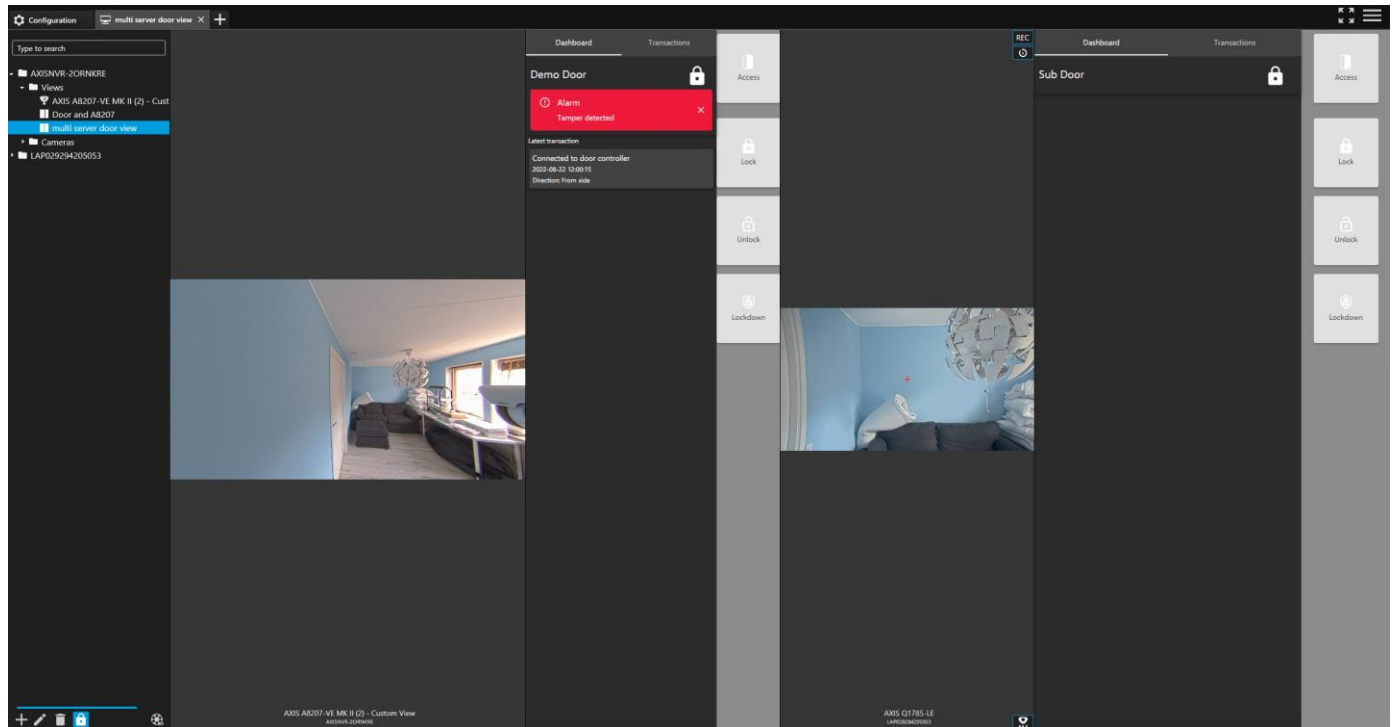 Configuration
multi server door view
Type to search
AXISNVR-2ORNKRE
Views
AXIS A8207-VE MK II (2) - Cust
Door and A8207
multi server door view
Cameras
LAP029294205053
AXIS A8207-VE MK II (2) - Custom View
AXISNVR-2ORNKRE
Dashboard
Transactions
Demo Door
Alarm
Tamper detected
Latest transaction
Connected to door controller
2022-08-22 12:00:15
Direction: From side
Access
Lock
Unlock
Lockdown
REC
AXIS Q1785-LE
LAP029294205053
Dashboard
Transactions
Sub Door
Access
Lock
Unlock
Lockdown